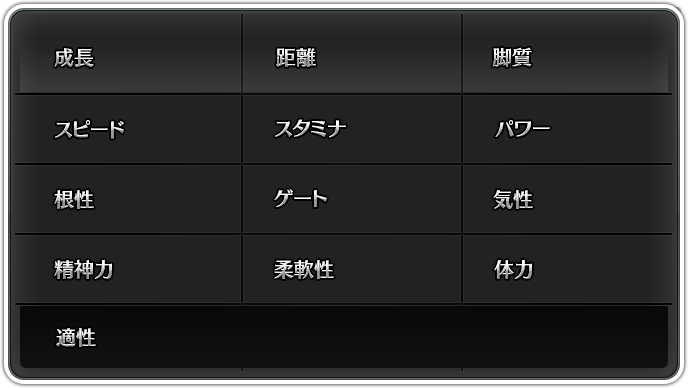 成長 距離 脚質
スピード スタミナ パワー
根性 ゲート 気性
精神力 柔軟性 体力
適性